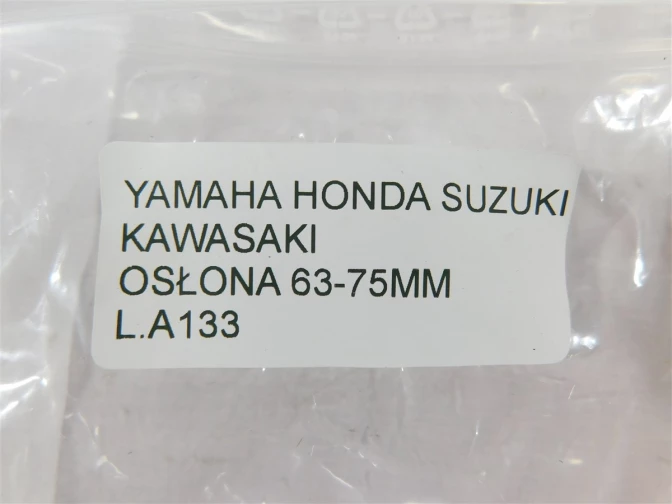 YAMAHA HONDA SUZUKI
KAWASAKI
OSŁONA 63-75MM
L.A133